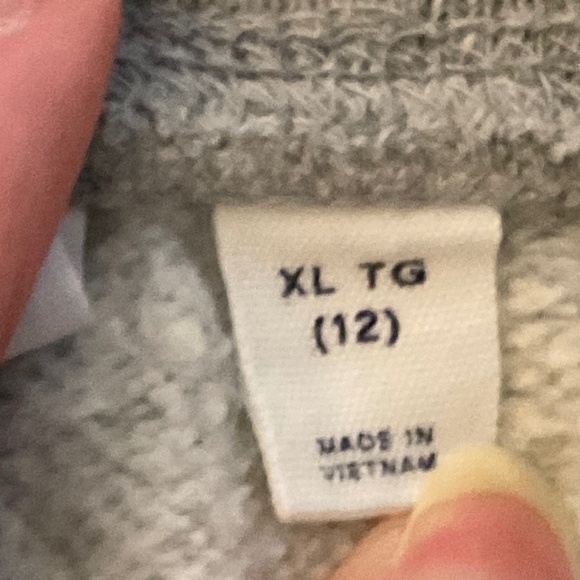 XL TG
(12)
MADE IN
VIETNAM